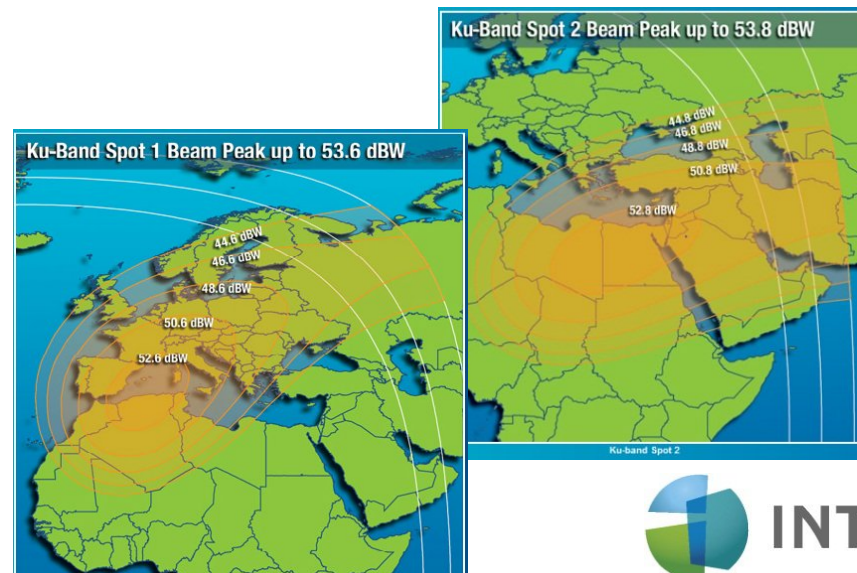 Ku-Band Spot 2 Beam Peak up to 53.8 dBW
44.8 dBW
46.8 dBW
48.8 dBW
50.8 dBW
52.8 dBW
Ku-band Spot 2
Ku-Band Spot 1 Beam Peak up to 53.6 dBW
44.6 dBW
46.6 dBW
48.6 dBW
50.6 dBW
52.6 dBW
INT